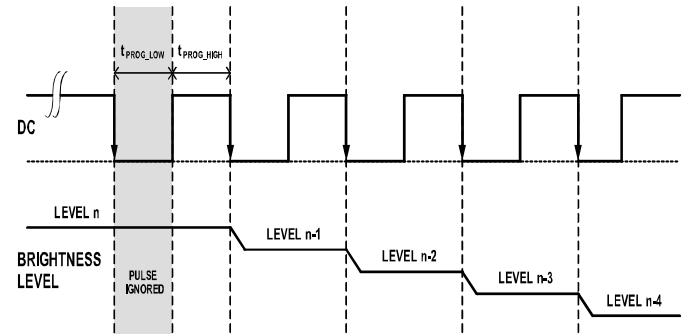 tPROG_LOW
tPROG_HIGH
DC
LEVEL n
LEVEL n-1
LEVEL n-2
LEVEL n-3
LEVEL n-4
BRIGHTNESS
LEVEL
PULSE
IGNORED